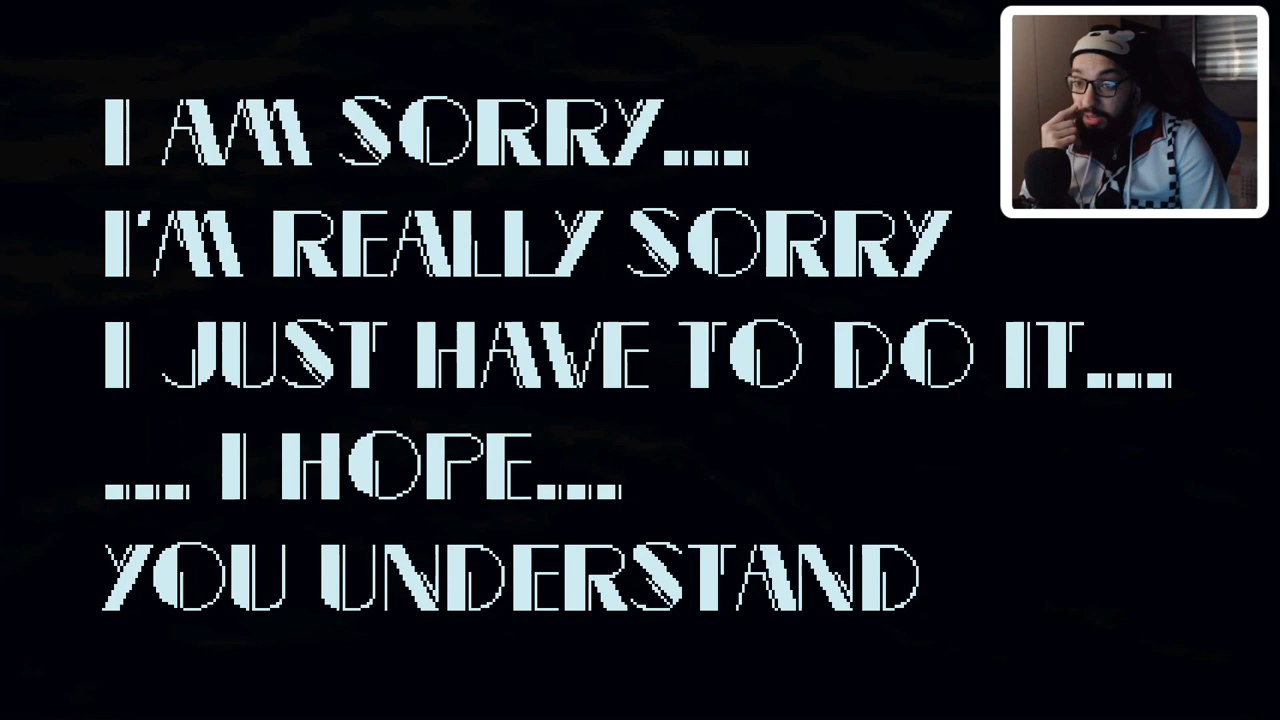 I AM SORRY...
I'M REALLY SORRY
I JUST HAVE TO DO IT...
... I HOPE...
YOU UNDERSTAND